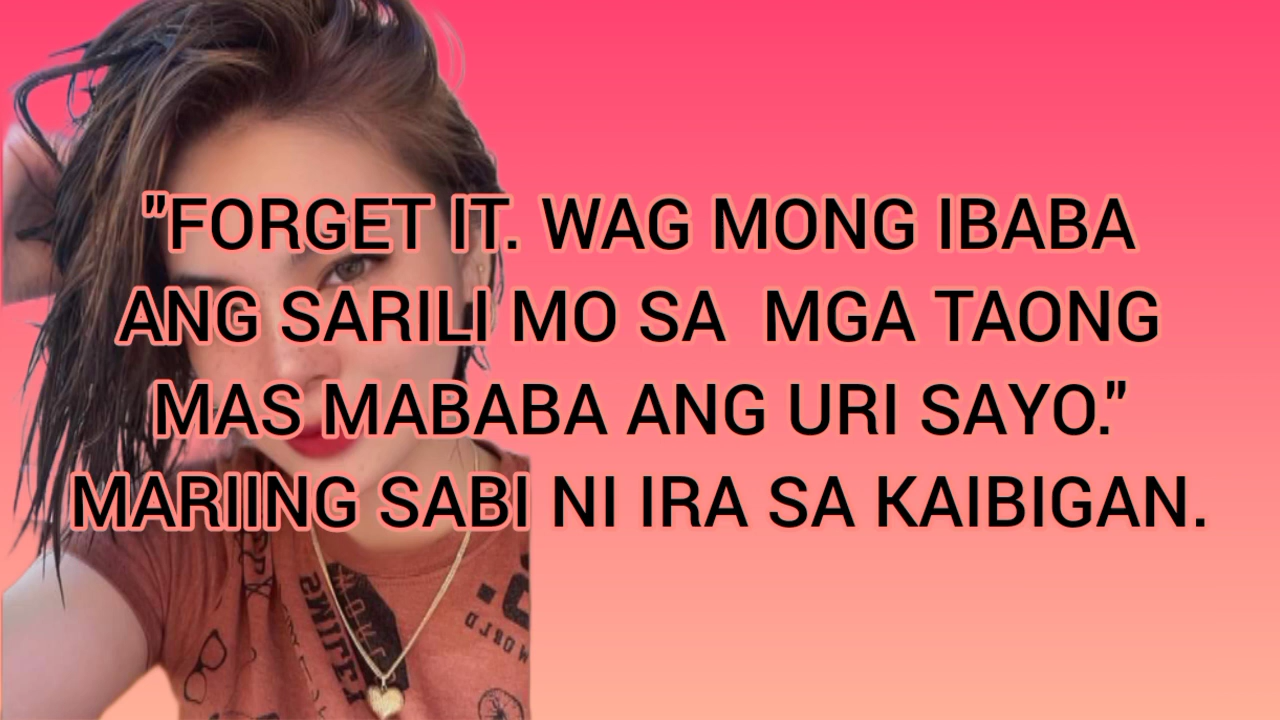 "FORGET IT. WAG MONG IBABA
ANG SARILI MO SA MGA TAONG
MAS MABABA ANG URI SAYO."
MARIING SABI NI IRA SA KAIBIGAN.